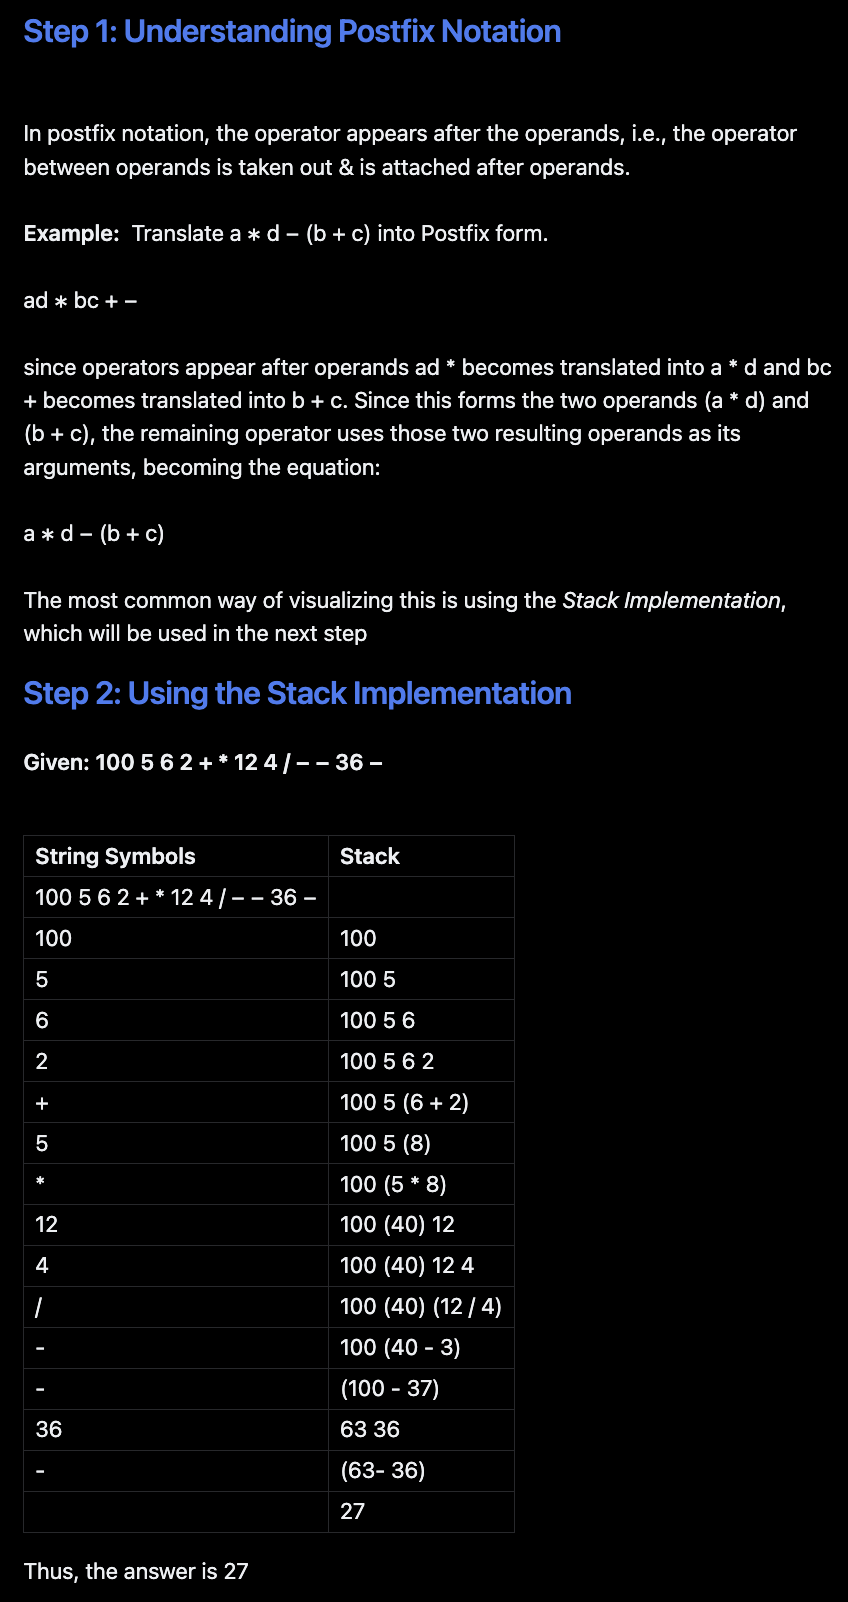 Step 1: Understanding Postfix Notation
In postfix notation, the operator appears after the operands, i.e., the operator
between operands is taken out & is attached after operands.
Example: Translate a ∗ d − (b + c) into Postfix form.
ad ∗ bc + −
since operators appear after operands ad * becomes translated into a * d and bc
+ becomes translated into b + c. Since this forms the two operands (a * d) and
(b + c), the remaining operator uses those two resulting operands as its
arguments, becoming the equation:
a ∗ d − (b + c)
The most common way of visualizing this is using the Stack Implementation,
which will be used in the next step
Step 2: Using the Stack Implementation
Given: 100 5 6 2 + * 12 4 / − − 36 −
String Symbols Stack
100 5 6 2 + * 12 4 / − − 36 −
100 100
5 100 5
6 100 5 6
2 100 5 6 2
+ 100 5 (6 + 2)
5 100 5 (8)
* 100 (5 * 8)
12 100 (40) 12
4 100 (40) 12 4
/ 100 (40) (12 / 4)
- 100 (40 - 3)
- (100 - 37)
36 63 36
- (63- 36)
27
Thus, the answer is 27